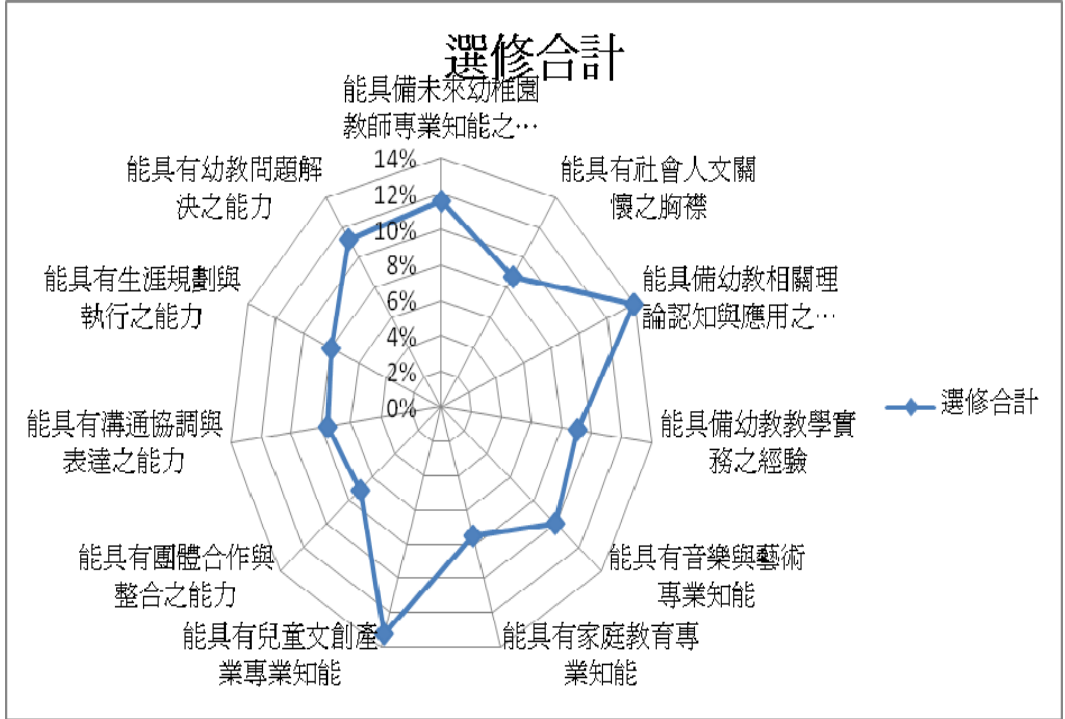 選修合計
能具備未來幼稚園
教師專業知能之…
能具有社會人文關
懷之胸襟
能具備幼教相關理
論認知與應用之…
能具備幼教教學實
務之經驗
能具有音樂與藝術
專業知能
能具有家庭教育專
業知能
能具有兒童文創產
業專業知能
能具有團體合作與
整合之能力
能具有溝通協調與
表達之能力
能具有生涯規劃與
執行之能力
能具有幼教問題解
決之能力
14%
12%
10%
8%
6%
4%
2%
0%
選修合計